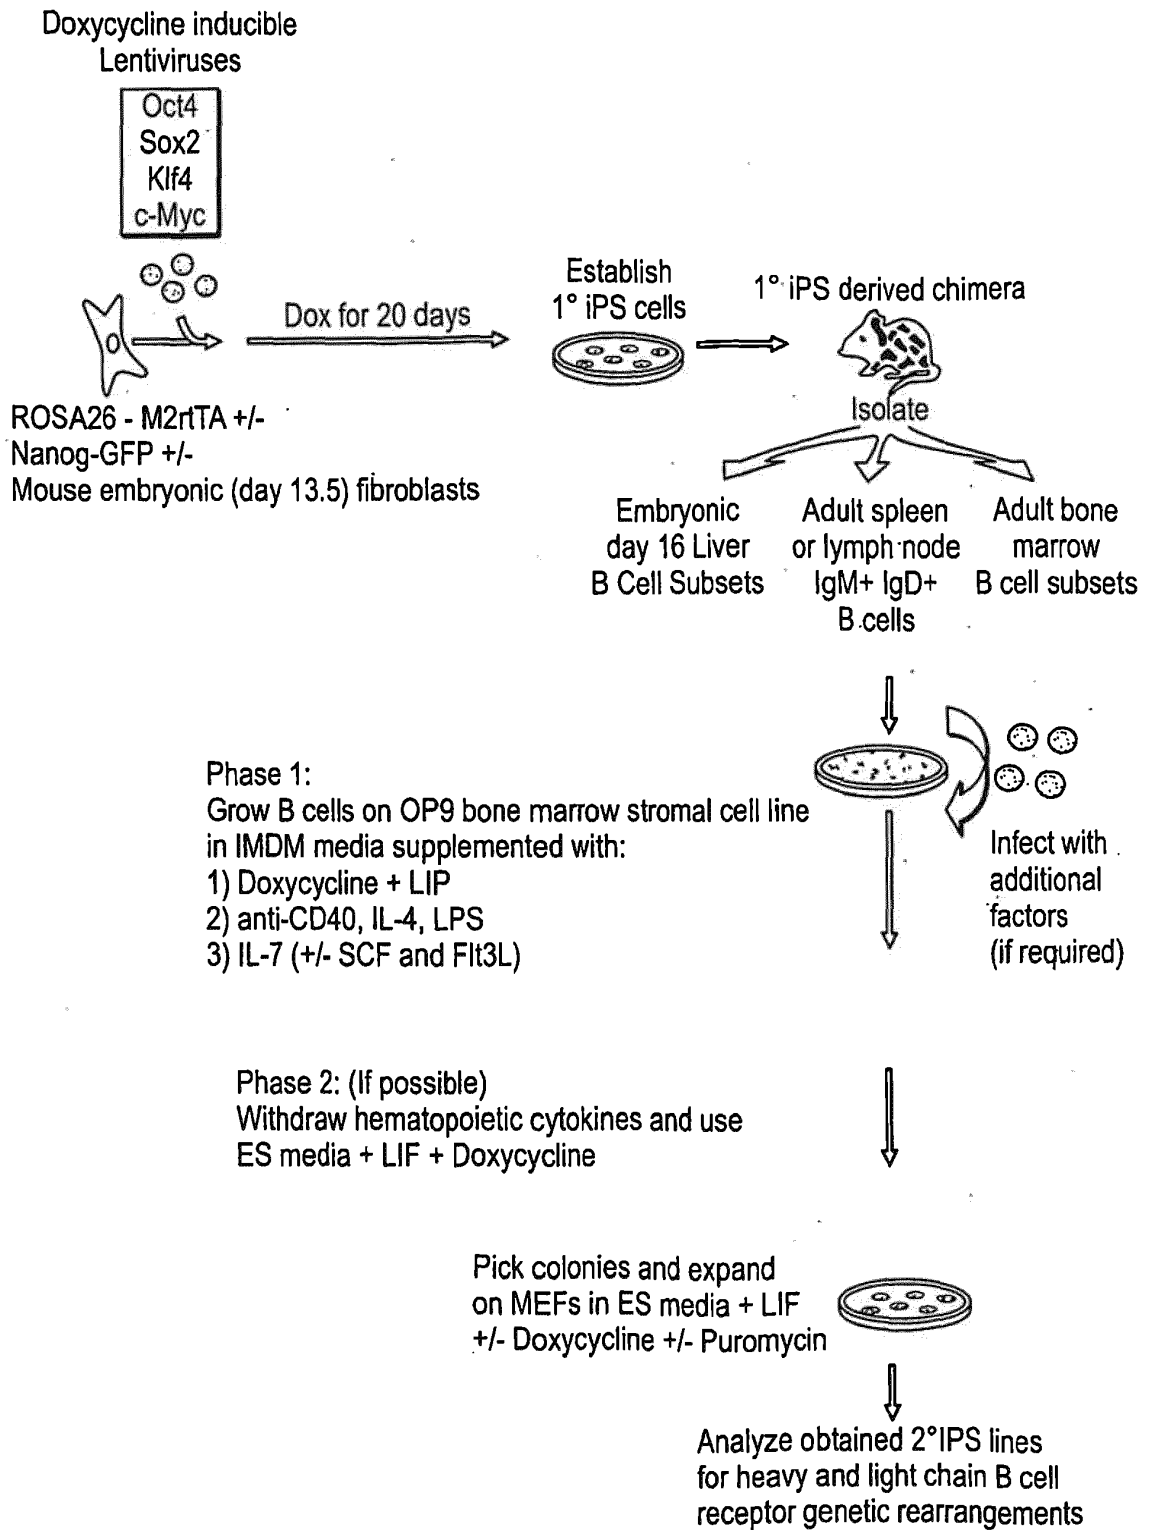 Doxycycline inducible
Lentiviruses
Oct4
Sox2
Klf4
c-Myc
Dox for 20 days
Establish
1° iPS cells
1° iPS derived chimera
ROSA26 - M2rtTA +/-
Nanog-GFP +/-
Mouse embryonic (day 13.5) fibroblasts
Isolate
Embryonic
day 16 Liver
B Cell Subsets
Adult spleen
or lymph node
IgM+ IgD+
B cells
Adult bone
marrow
B cell subsets
Phase 1:
Grow B cells on OP9 bone marrow stromal cell line
in IMDM media supplemented with:
1) Doxycycline + LIP
2) anti-CD40, IL-4, LPS
3) IL-7 (+/- SCF and Flt3L)
Infect with
additional
factors
(if required)
Phase 2: (If possible)
Withdraw hematopoietic cytokines and use
ES media + LIF + Doxycycline
Pick colonies and expand
on MEFs in ES media + LIF
+/- Doxycycline +/- Puromycin
Analyze obtained 2°IPS lines
for heavy and light chain B cell
receptor genetic rearrangements